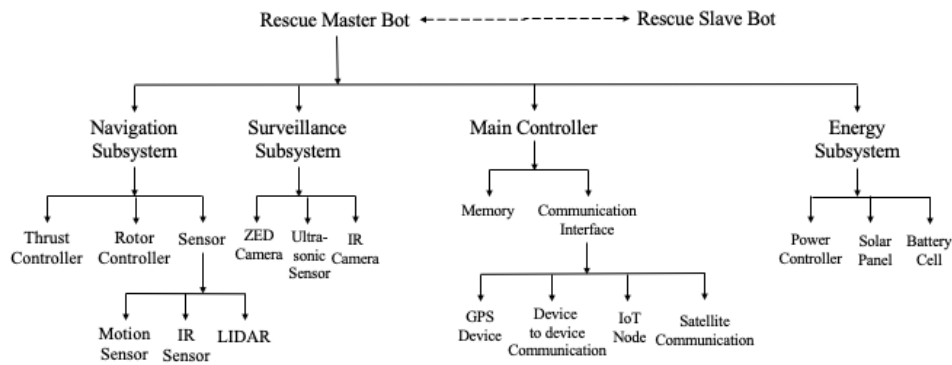 Rescue Master Bot
Rescue Slave Bot
Navigation
Subsystem
Surveillance
Subsystem
Main Controller
Energy
Subsystem
Thrust
Controller
Rotor
Controller
Sensor
ZED
Camera
Ultra-
sonic
Sensor
IR
Camera
Memory
Communication
Interface
Power
Controller
Solar
Panel
Battery
Cell
Motion
Sensor
IR
Sensor
LIDAR
GPS
Device
Device
to device
Communication
IoT
Node
Satellite
Communication